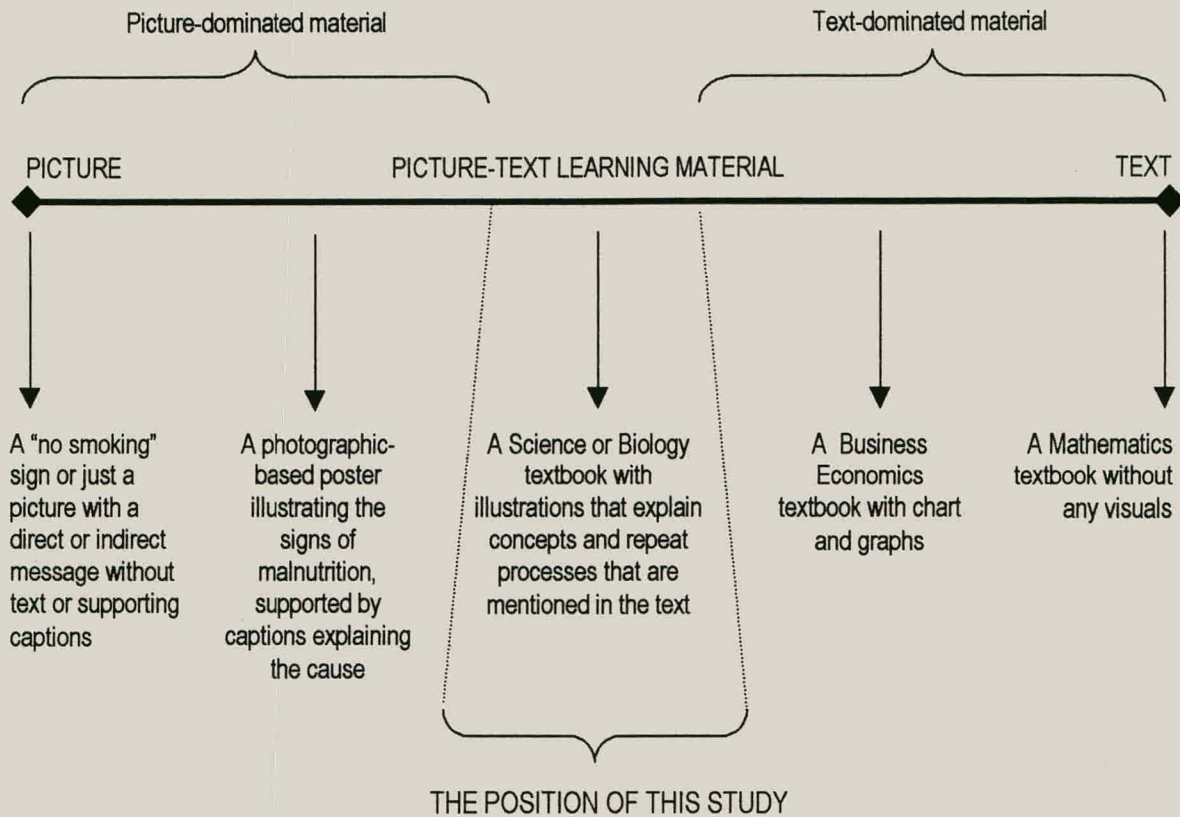 Picture-dominated material
Text-dominated material
PICTURE
PICTURE-TEXT LEARNING MATERIAL
TEXT
A “no smoking”
sign or just a
picture with a
direct or indirect
message without
text or supporting
captions
A photographic-
based poster
illustrating the
signs of
malnutrition,
supported by
captions explaining
the cause
A Science or Biology
textbook with
illustrations that explain
concepts and repeat
processes that are
mentioned in the text
A Business
Economics
textbook with chart
and graphs
A Mathematics
textbook without
any visuals
THE POSITION OF THIS STUDY